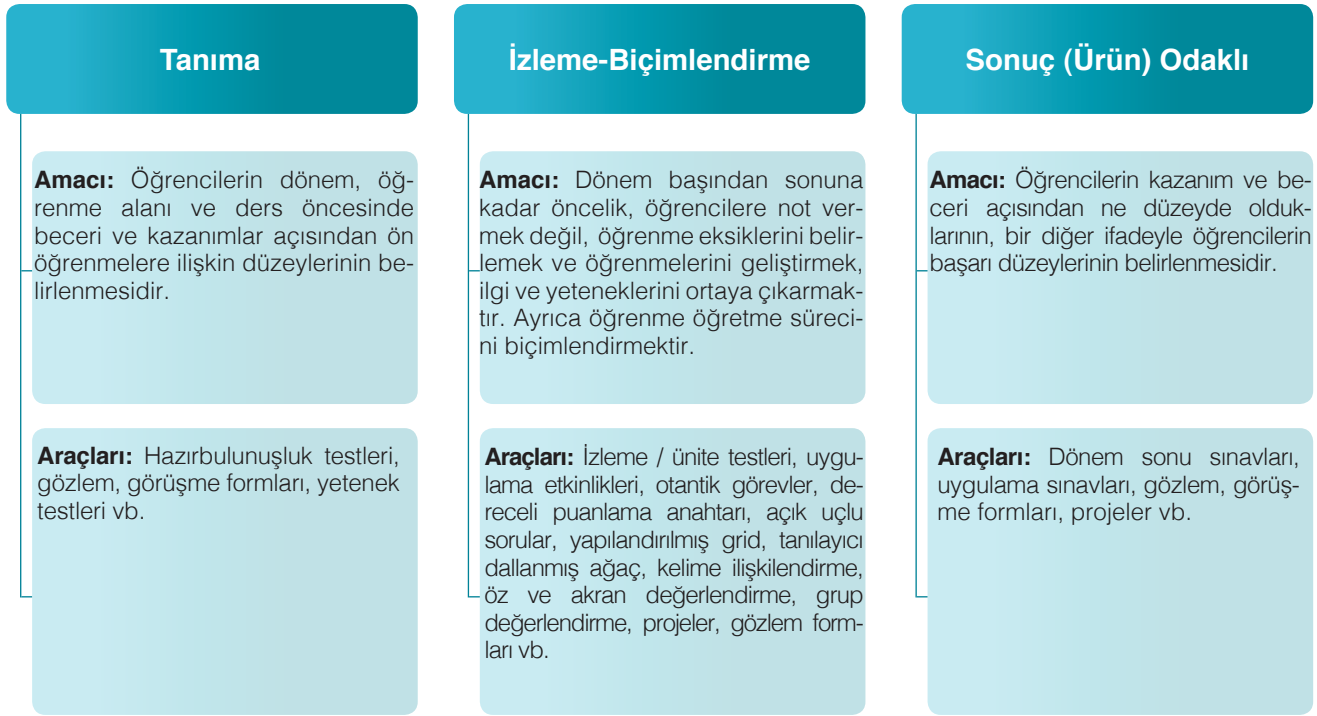 Tanıma
Amacı: Öğrencilerin dönem, öğ-
renme alanı ve ders öncesinde
beceri ve kazanımlar açısından ön
öğrenmelere ilişkin düzeylerinin be-
lirlenmesidir.
Araçları: Hazırbulunuşluk testleri,
gözlem, görüşme formları, yetenek
testleri vb.
İzleme-Biçimlendirme
Amacı: Dönem başından sonuna
kadar öncelik, öğrencilere not ver-
mek değil, öğrenme eksiklerini belir-
lemek ve öğrenmelerini geliştirmek,
ilgi ve yeteneklerini ortaya çıkarmak-
tır. Ayrıca öğrenme öğretme süreci-
ni biçimlendirmektir.
Araçları: İzleme / ünite testleri, uygu-
lama etkinlikleri, otantik görevler, de-
receli puanlama anahtarı, açık uçlu
sorular, yapılandırılmış grid, tanılayıcı
dallanmış ağaç, kelime ilişkilendirme,
öz ve akran değerlendirme, grup
değerlendirme, projeler, gözlem form-
ları vb.
Sonuç (Ürün) Odaklı
Amacı: Öğrencilerin kazanım ve be-
ceri açısından ne düzeyde olduk-
larının, bir diğer ifadeyle öğrencilerin
başarı düzeylerinin belirlenmesidir.
Araçları: Dönem sonu sınavları,
uygulama sınavları, gözlem, görüş-
me formları, projeler vb.